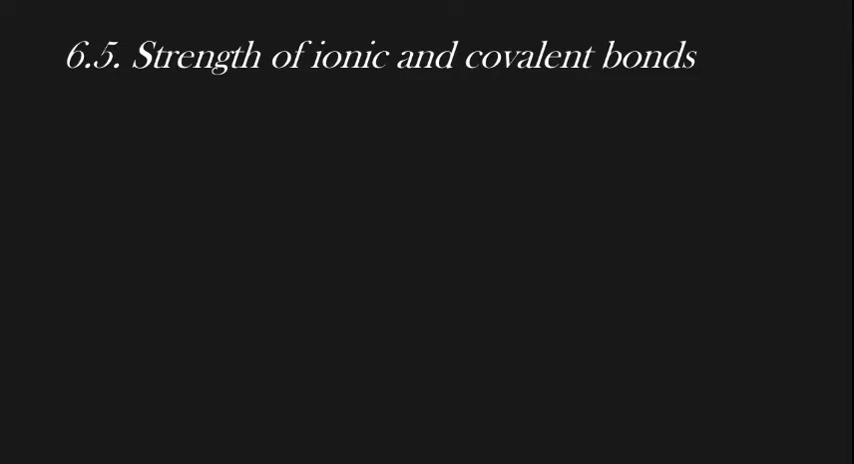 6.5. Strength of ionic and covalent bonds